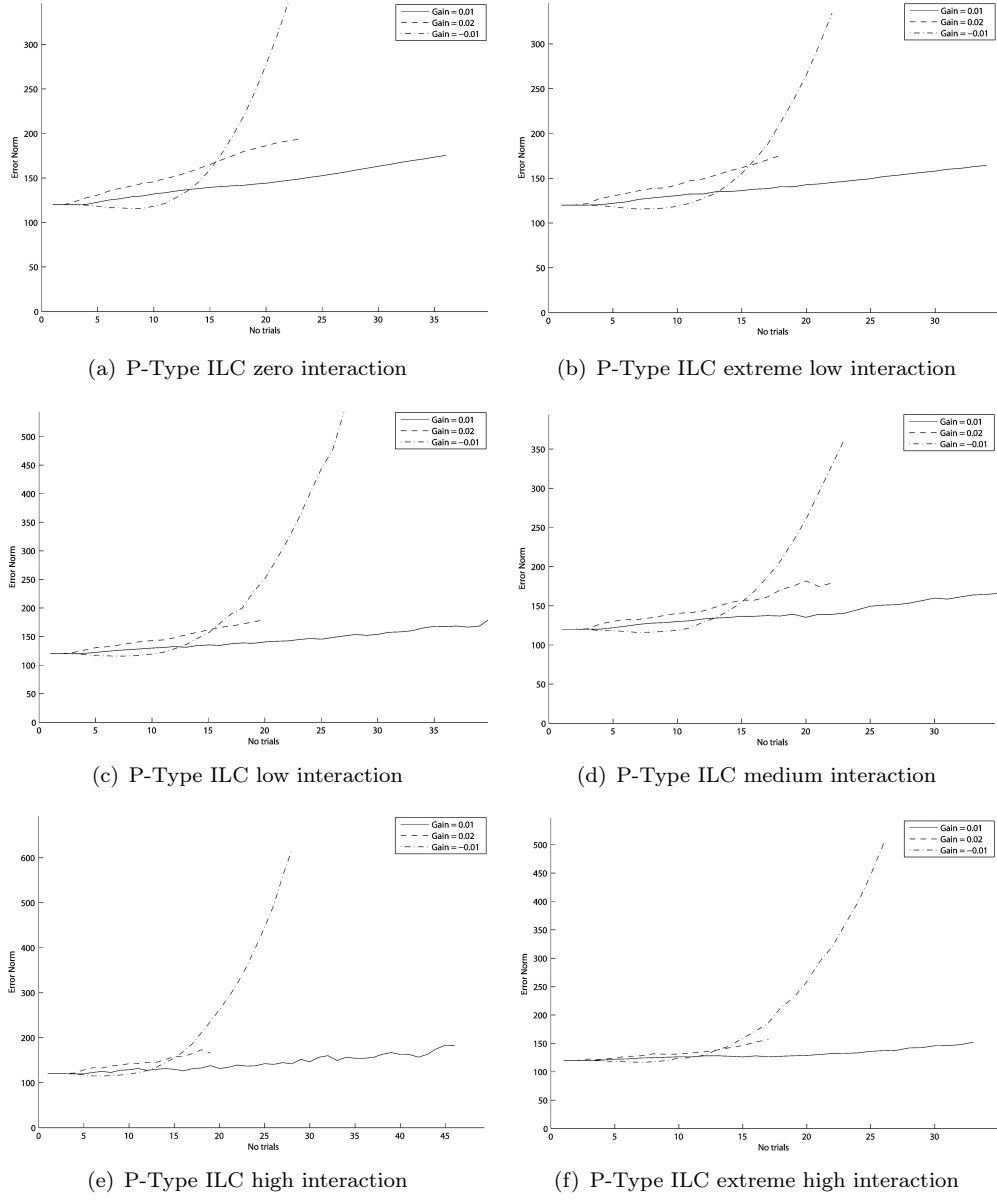 Gain = 0.01
Gain = 0.02
Gain = −0.01
350
300
250
200
150
100
50
0
Error Norm
0 5 10 15 20 25 30 35
No trials
(a) P-Type ILC zero interaction
Gain = 0.01
Gain = 0.02
Gain = −0.01
350
300
250
200
150
100
50
0
Error Norm
0 5 10 15 20 25 30
No trials
(b) P-Type ILC extreme low interaction
Gain = 0.01
Gain = 0.02
Gain = −0.01
500
450
400
350
300
250
200
150
100
50
0
Error Norm
0 5 10 15 20 25 30 35
No trials
(c) P-Type ILC low interaction
Gain = 0.01
Gain = 0.02
Gain = −0.01
350
300
250
200
150
100
50
0
Error Norm
0 5 10 15 20 25 30
No trials
(d) P-Type ILC medium interaction
Gain = 0.01
Gain = 0.02
Gain = −0.01
600
500
400
300
200
100
0
Error Norm
0 5 10 15 20 25 30 35 40 45
No trials
(e) P-Type ILC high interaction
Gain = 0.01
Gain = 0.02
Gain = −0.01
500
450
400
350
300
250
200
150
100
50
0
Error Norm
0 5 10 15 20 25 30
No trials
(f) P-Type ILC extreme high interaction